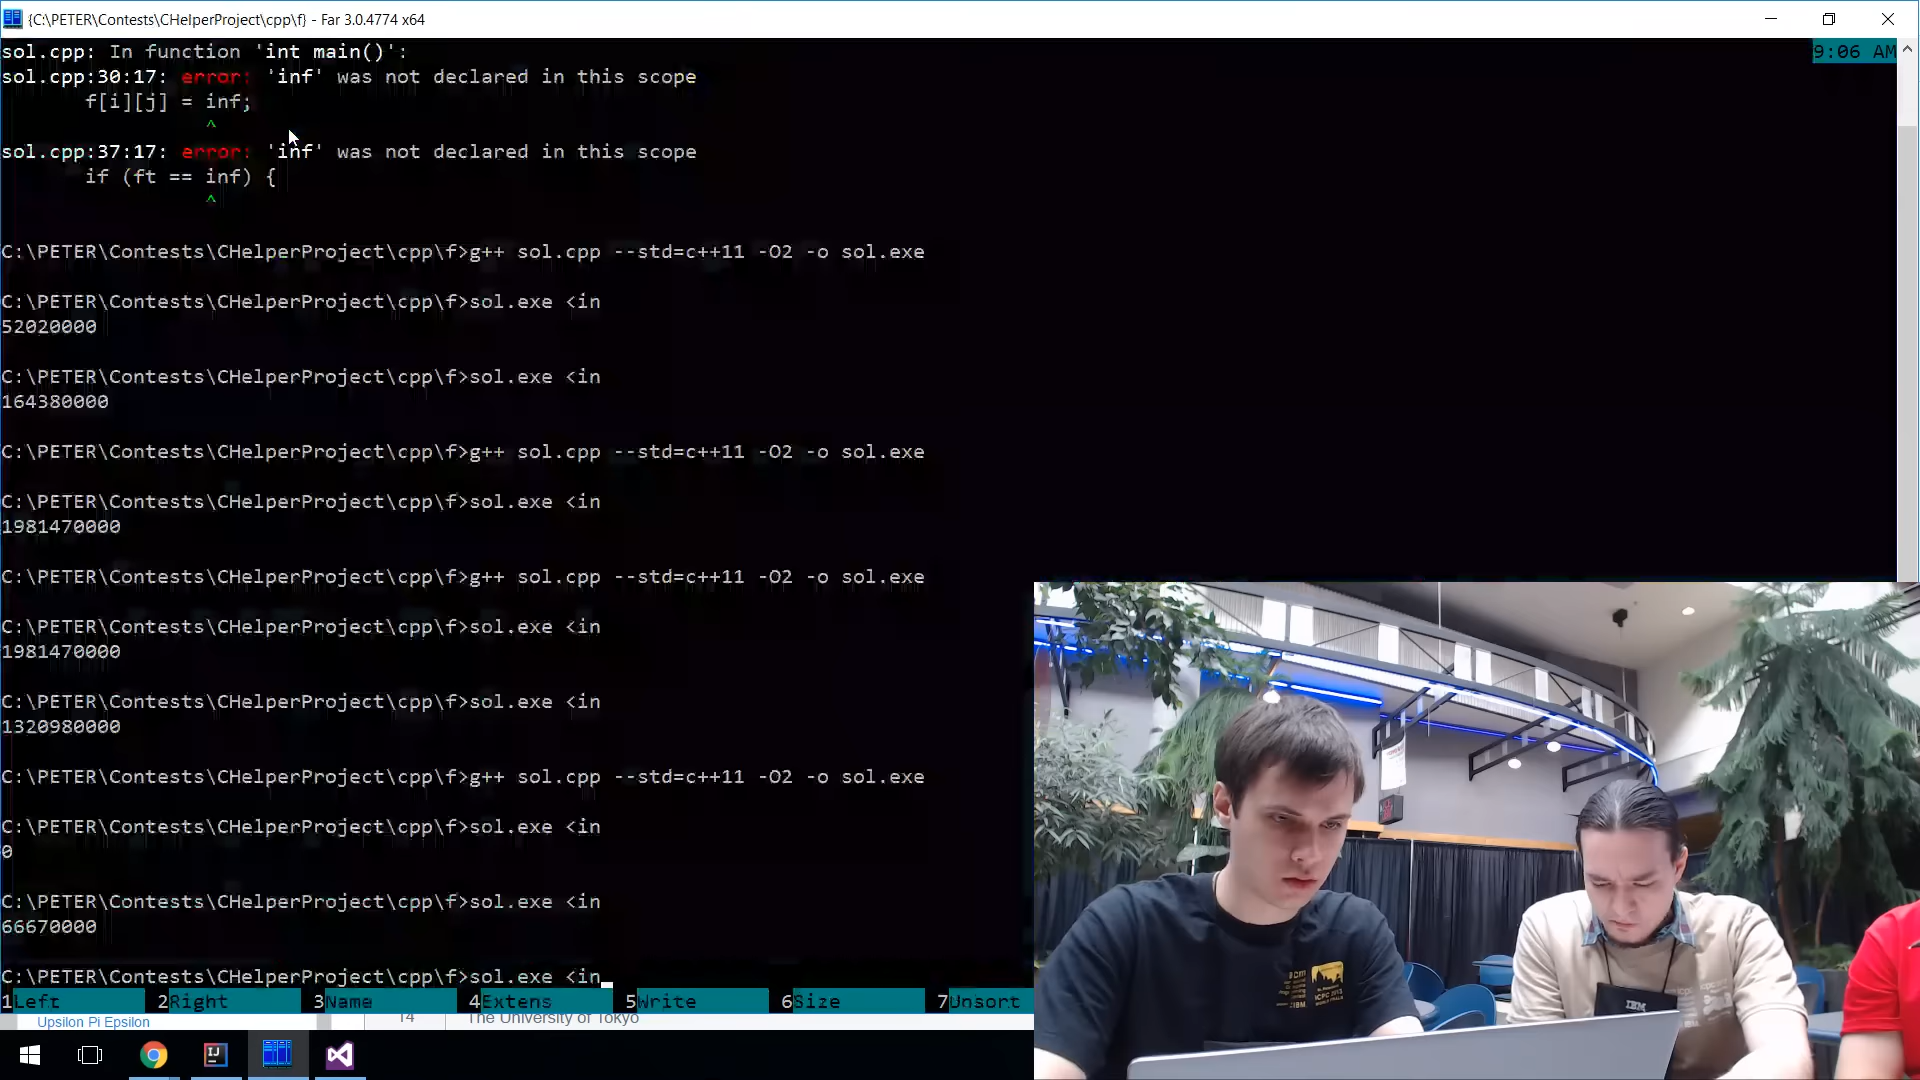 {C:\PETER\Contests\CHelperProject\cpp\f} - Far 3.0.4774 x64
sol.cpp: In function 'int main()':
9:06 AM
sol.cpp:30:17: error: 'inf' was not declared in this scope
f[i][j] = inf;
^
sol.cpp:37:17: error: 'inf' was not declared in this scope
if (ft == inf) {
^
C:\PETER\Contests\CHelperProject\cpp\f>g++ sol.cpp --std=c++11 -O2 -o sol.exe
C:\PETER\Contests\CHelperProject\cpp\f>sol.exe <in
52020000
C:\PETER\Contests\CHelperProject\cpp\f>sol.exe <in
164380000
C:\PETER\Contests\CHelperProject\cpp\f>g++ sol.cpp --std=c++11 -O2 -o sol.exe
C:\PETER\Contests\CHelperProject\cpp\f>sol.exe <in
1981470000
C:\PETER\Contests\CHelperProject\cpp\f>g++ sol.cpp --std=c++11 -O2 -o sol.exe
C:\PETER\Contests\CHelperProject\cpp\f>sol.exe <in
1981470000
C:\PETER\Contests\CHelperProject\cpp\f>sol.exe <in
1320980000
C:\PETER\Contests\CHelperProject\cpp\f>g++ sol.cpp --std=c++11 -O2 -o sol.exe
C:\PETER\Contests\CHelperProject\cpp\f>sol.exe <in
0
C:\PETER\Contests\CHelperProject\cpp\f>sol.exe <in
66670000
C:\PETER\Contests\CHelperProject\cpp\f>sol.exe <in
1Left 2Right 3Name 4Extens 5Write 6Size 7Unsort
Upsilon Pi Epsilon 14 The University of Tokyo
IJ
IBM